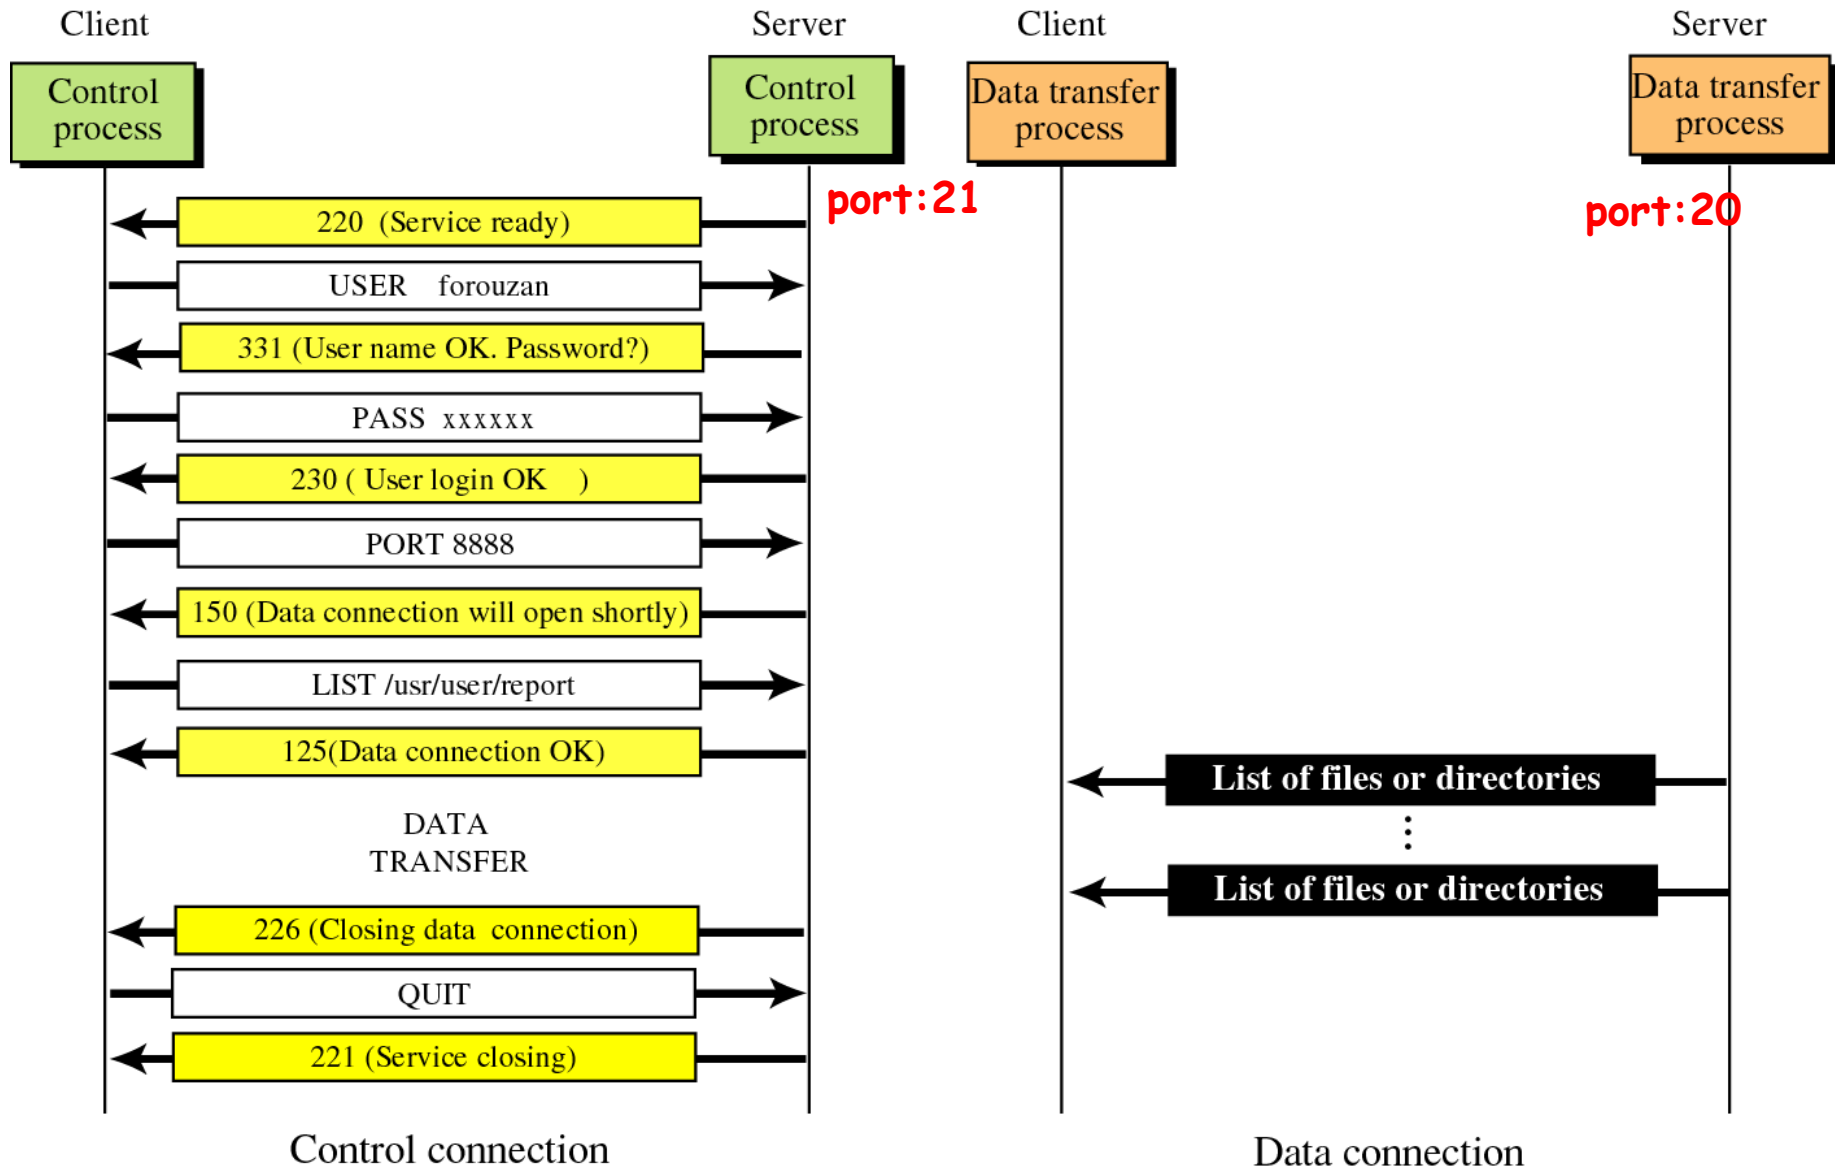 Client
Server
Client
Server
Control
process
Control
process
Data transfer
process
Data transfer
process
port:21
port:20
220 (Service ready)
USER forouzan
331 (User name OK. Password?)
PASS xxxxxx
230 ( User login OK )
PORT 8888
150 (Data connection will open shortly)
LIST /usr/user/report
125(Data connection OK)
List of files or directories
DATA
TRANSFER
List of files or directories
226 (Closing data connection)
QUIT
221 (Service closing)
Control connection
Data connection